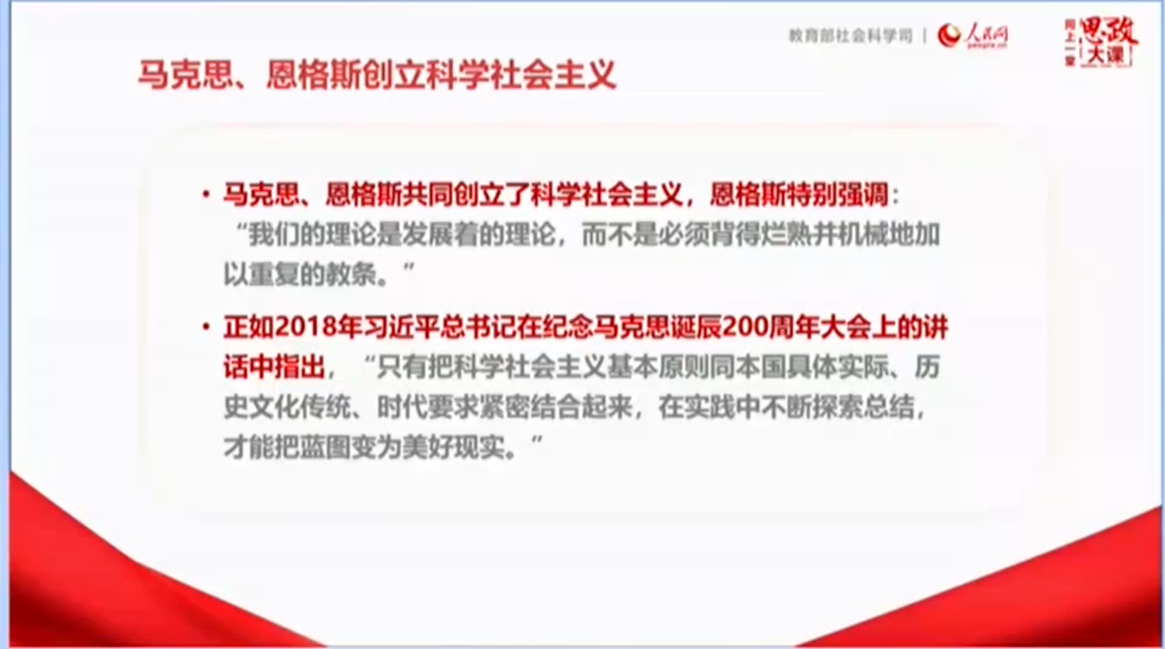 教育部社会科学司 | 人民网
people.cn
网上一堂
思政
大课
马克思、恩格斯创立科学社会主义
• 马克思、恩格斯共同创立了科学社会主义，恩格斯特别强调：
“我们的理论是发展着的理论，而不是必须背得烂熟并机械地加
以重复的教条。”
• 正如2018年习近平总书记在纪念马克思诞辰200周年大会上的讲
话中指出，“只有把科学社会主义基本原则同本国具体实际、历
史文化传统、时代要求紧密结合起来，在实践中不断探索总结，
才能把蓝图变为美好现实。”